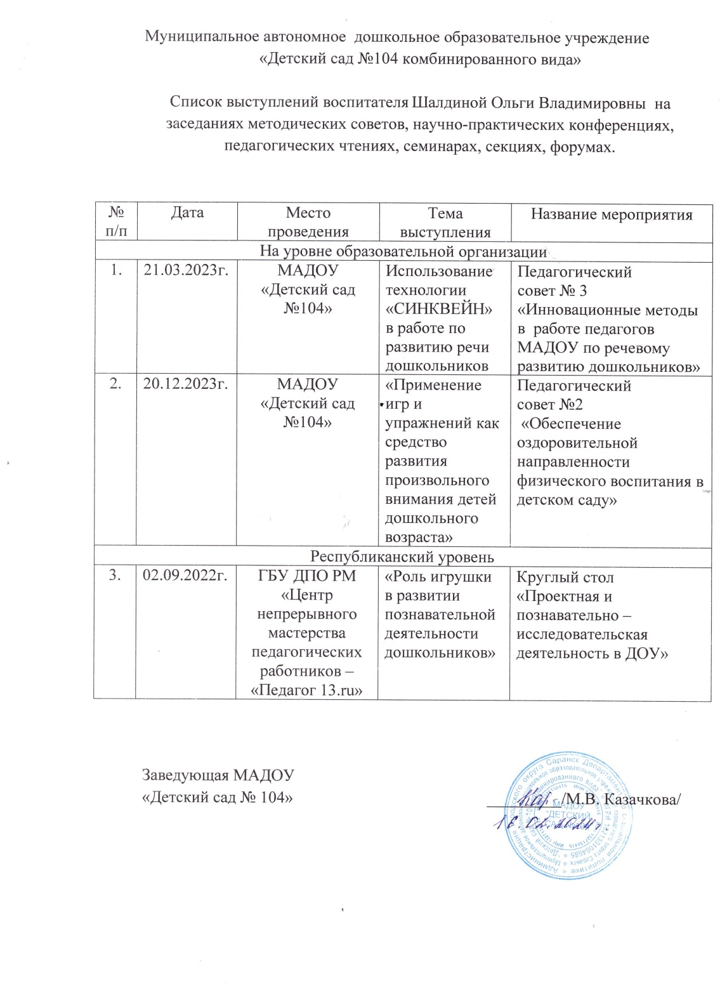 Муниципальное автономное  дошкольное образовательное учреждение
«Детский сад №104 комбинированного вида»
Список выступлений воспитателя Шалдиной Ольги Владимировны  на
заседаниях методических советов, научно-практических конференциях,
педагогических чтениях, семинарах, секциях, форумах.
№
п/п
Дата
Место
проведения
Тема
выступления
Название мероприятия
На уровне образовательной организации
1.
21.03.2023г.
МАДОУ
«Детский сад
№104»
Использование
технологии
«СИНКВЕЙН»
в работе по
развитию речи
дошкольников
Педагогический
совет № 3
«Инновационные методы
в  работе педагогов
МАДОУ по речевому
развитию дошкольников»
2.
20.12.2023г.
МАДОУ
«Детский сад
№104»
«Применение
игр и
упражнений как
средство
развития
произвольного
внимания детей
дошкольного
возраста»
Педагогический
совет №2
«Обеспечение
оздоровительной
направленности
физического воспитания в
детском саду»
Республиканский уровень
3.
02.09.2022г.
ГБУ ДПО РМ
«Центр
непрерывного
мастерства
педагогических
работников –
«Педагог 13.ru»
«Роль игрушки
в развитии
познавательной
деятельности
дошкольников»
Круглый стол
«Проектная и
познавательно –
исследовательская
деятельность в ДОУ»
Заведующая МАДОУ
«Детский сад № 104»
/М.В. Казачкова/
16.02.2024г.
МАДОУ
"ДЕТСКИЙ